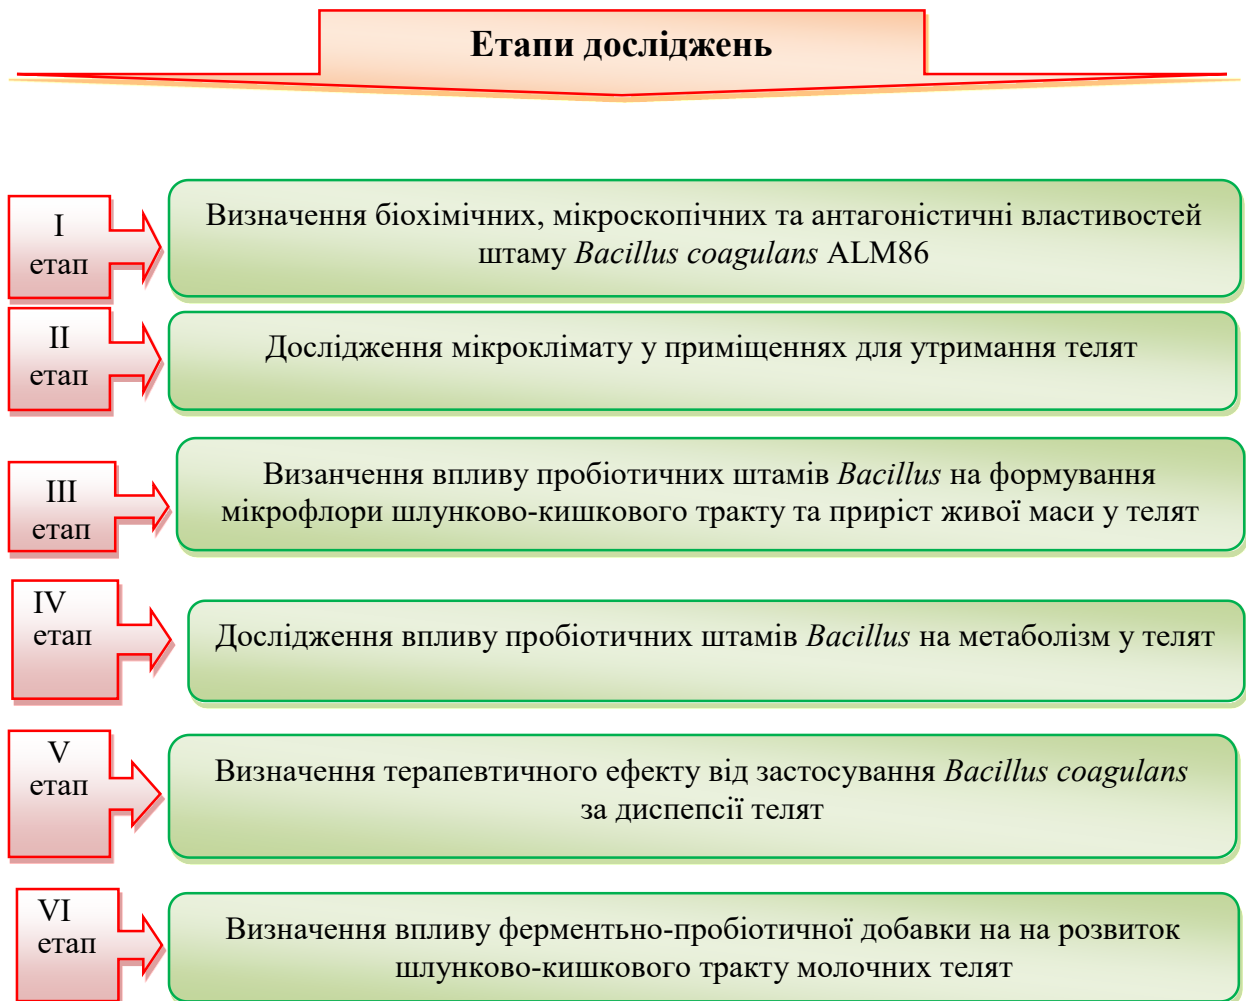 Етапи досліджень
І
етап
Визначення біохімічних, мікроскопічних та антагоністичні властивостей
штаму Bacillus coagulans ALM86
ІІ
етап
Дослідження мікроклімату у приміщеннях для утримання телят
ІІІ
етап
Визанчення впливу пробіотичних штамів Bacillus на формування
мікрофлори шлунково-кишкового тракту та приріст живої маси у телят
IV
етап
Дослідження впливу пробіотичних штамів Bacillus на метаболізм у телят
V
етап
Визначення терапевтичного ефекту від застосування Bacillus coagulans
за диспепсії телят
VI
етап
Визначення впливу ферментьно-пробіотичної добавки на на розвиток
шлунково-кишкового тракту молочних телят